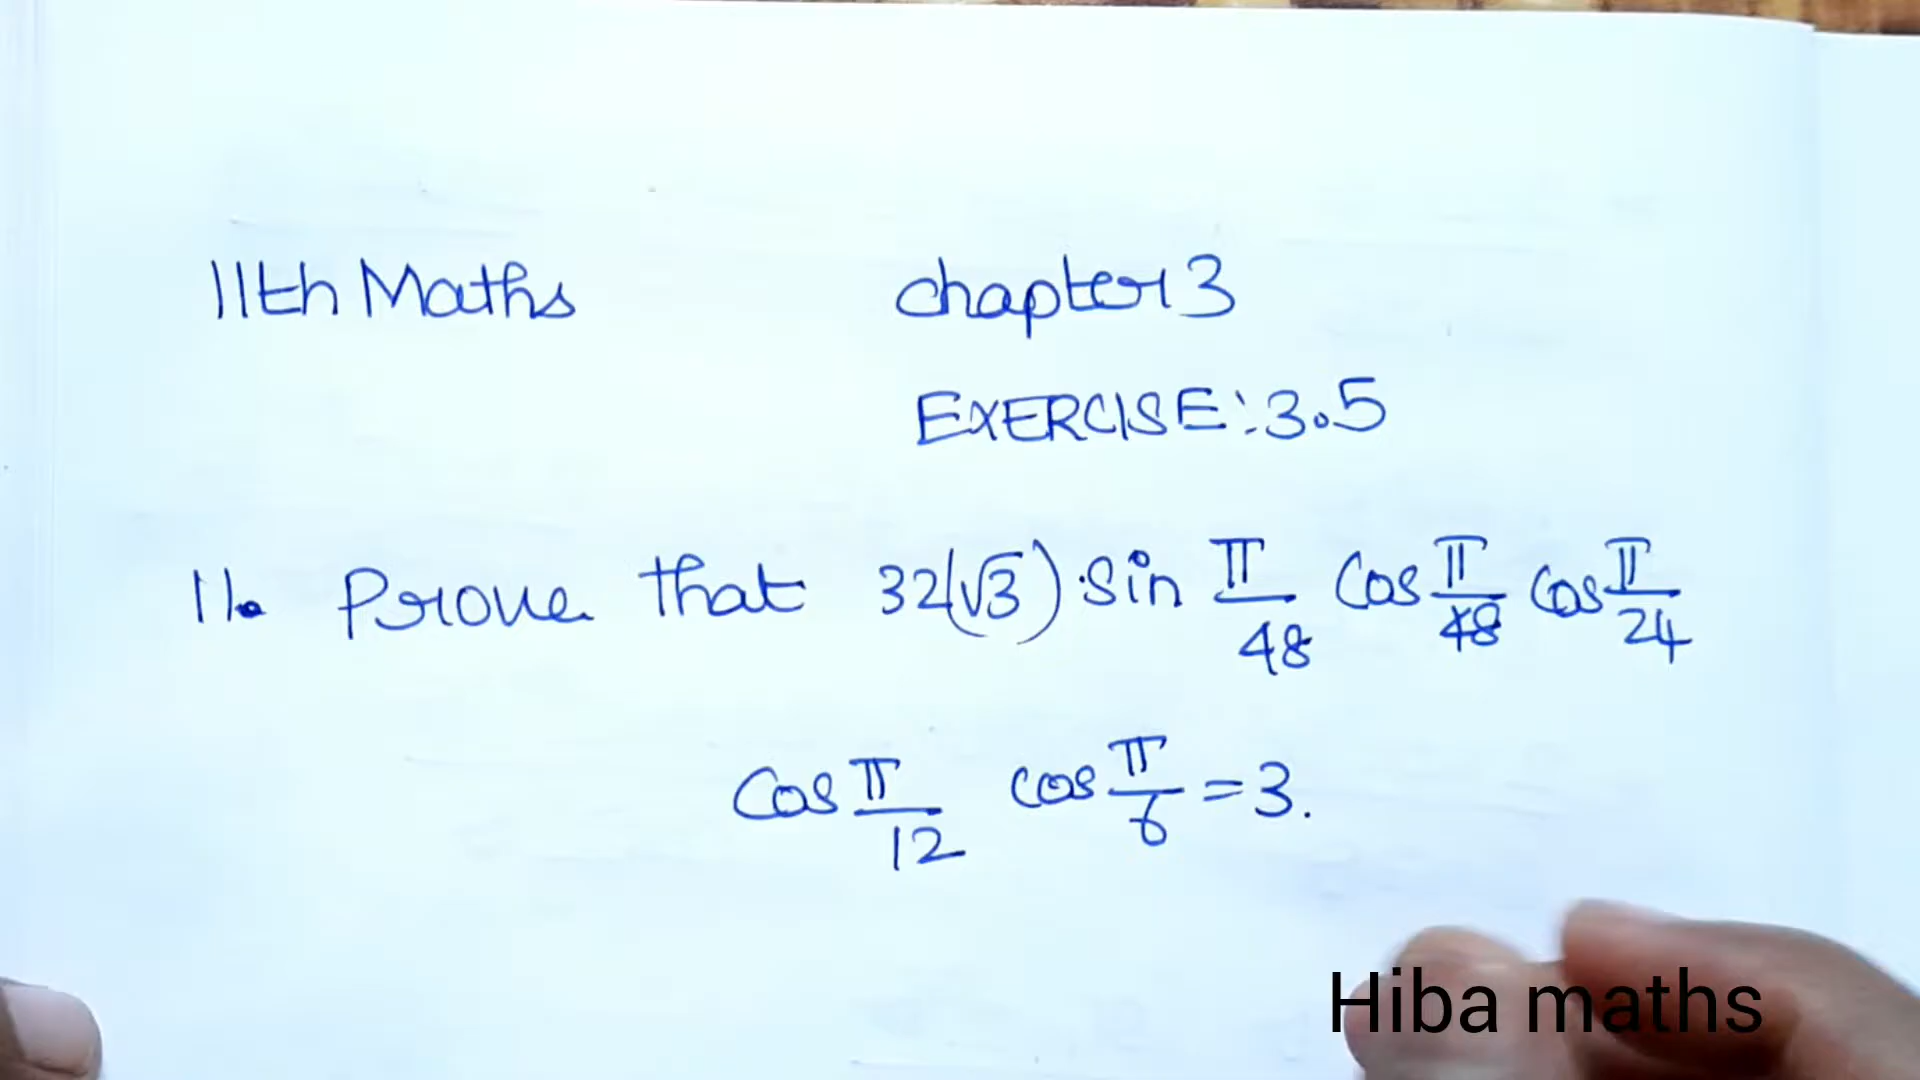 11th Maths chapter 3
EXERCISE: 3.5
11. Prove that 32(√3)·Sin π/48 Cos π/48 Cos π/24
Cos π/12 cos π/6 = 3.
Hiba maths